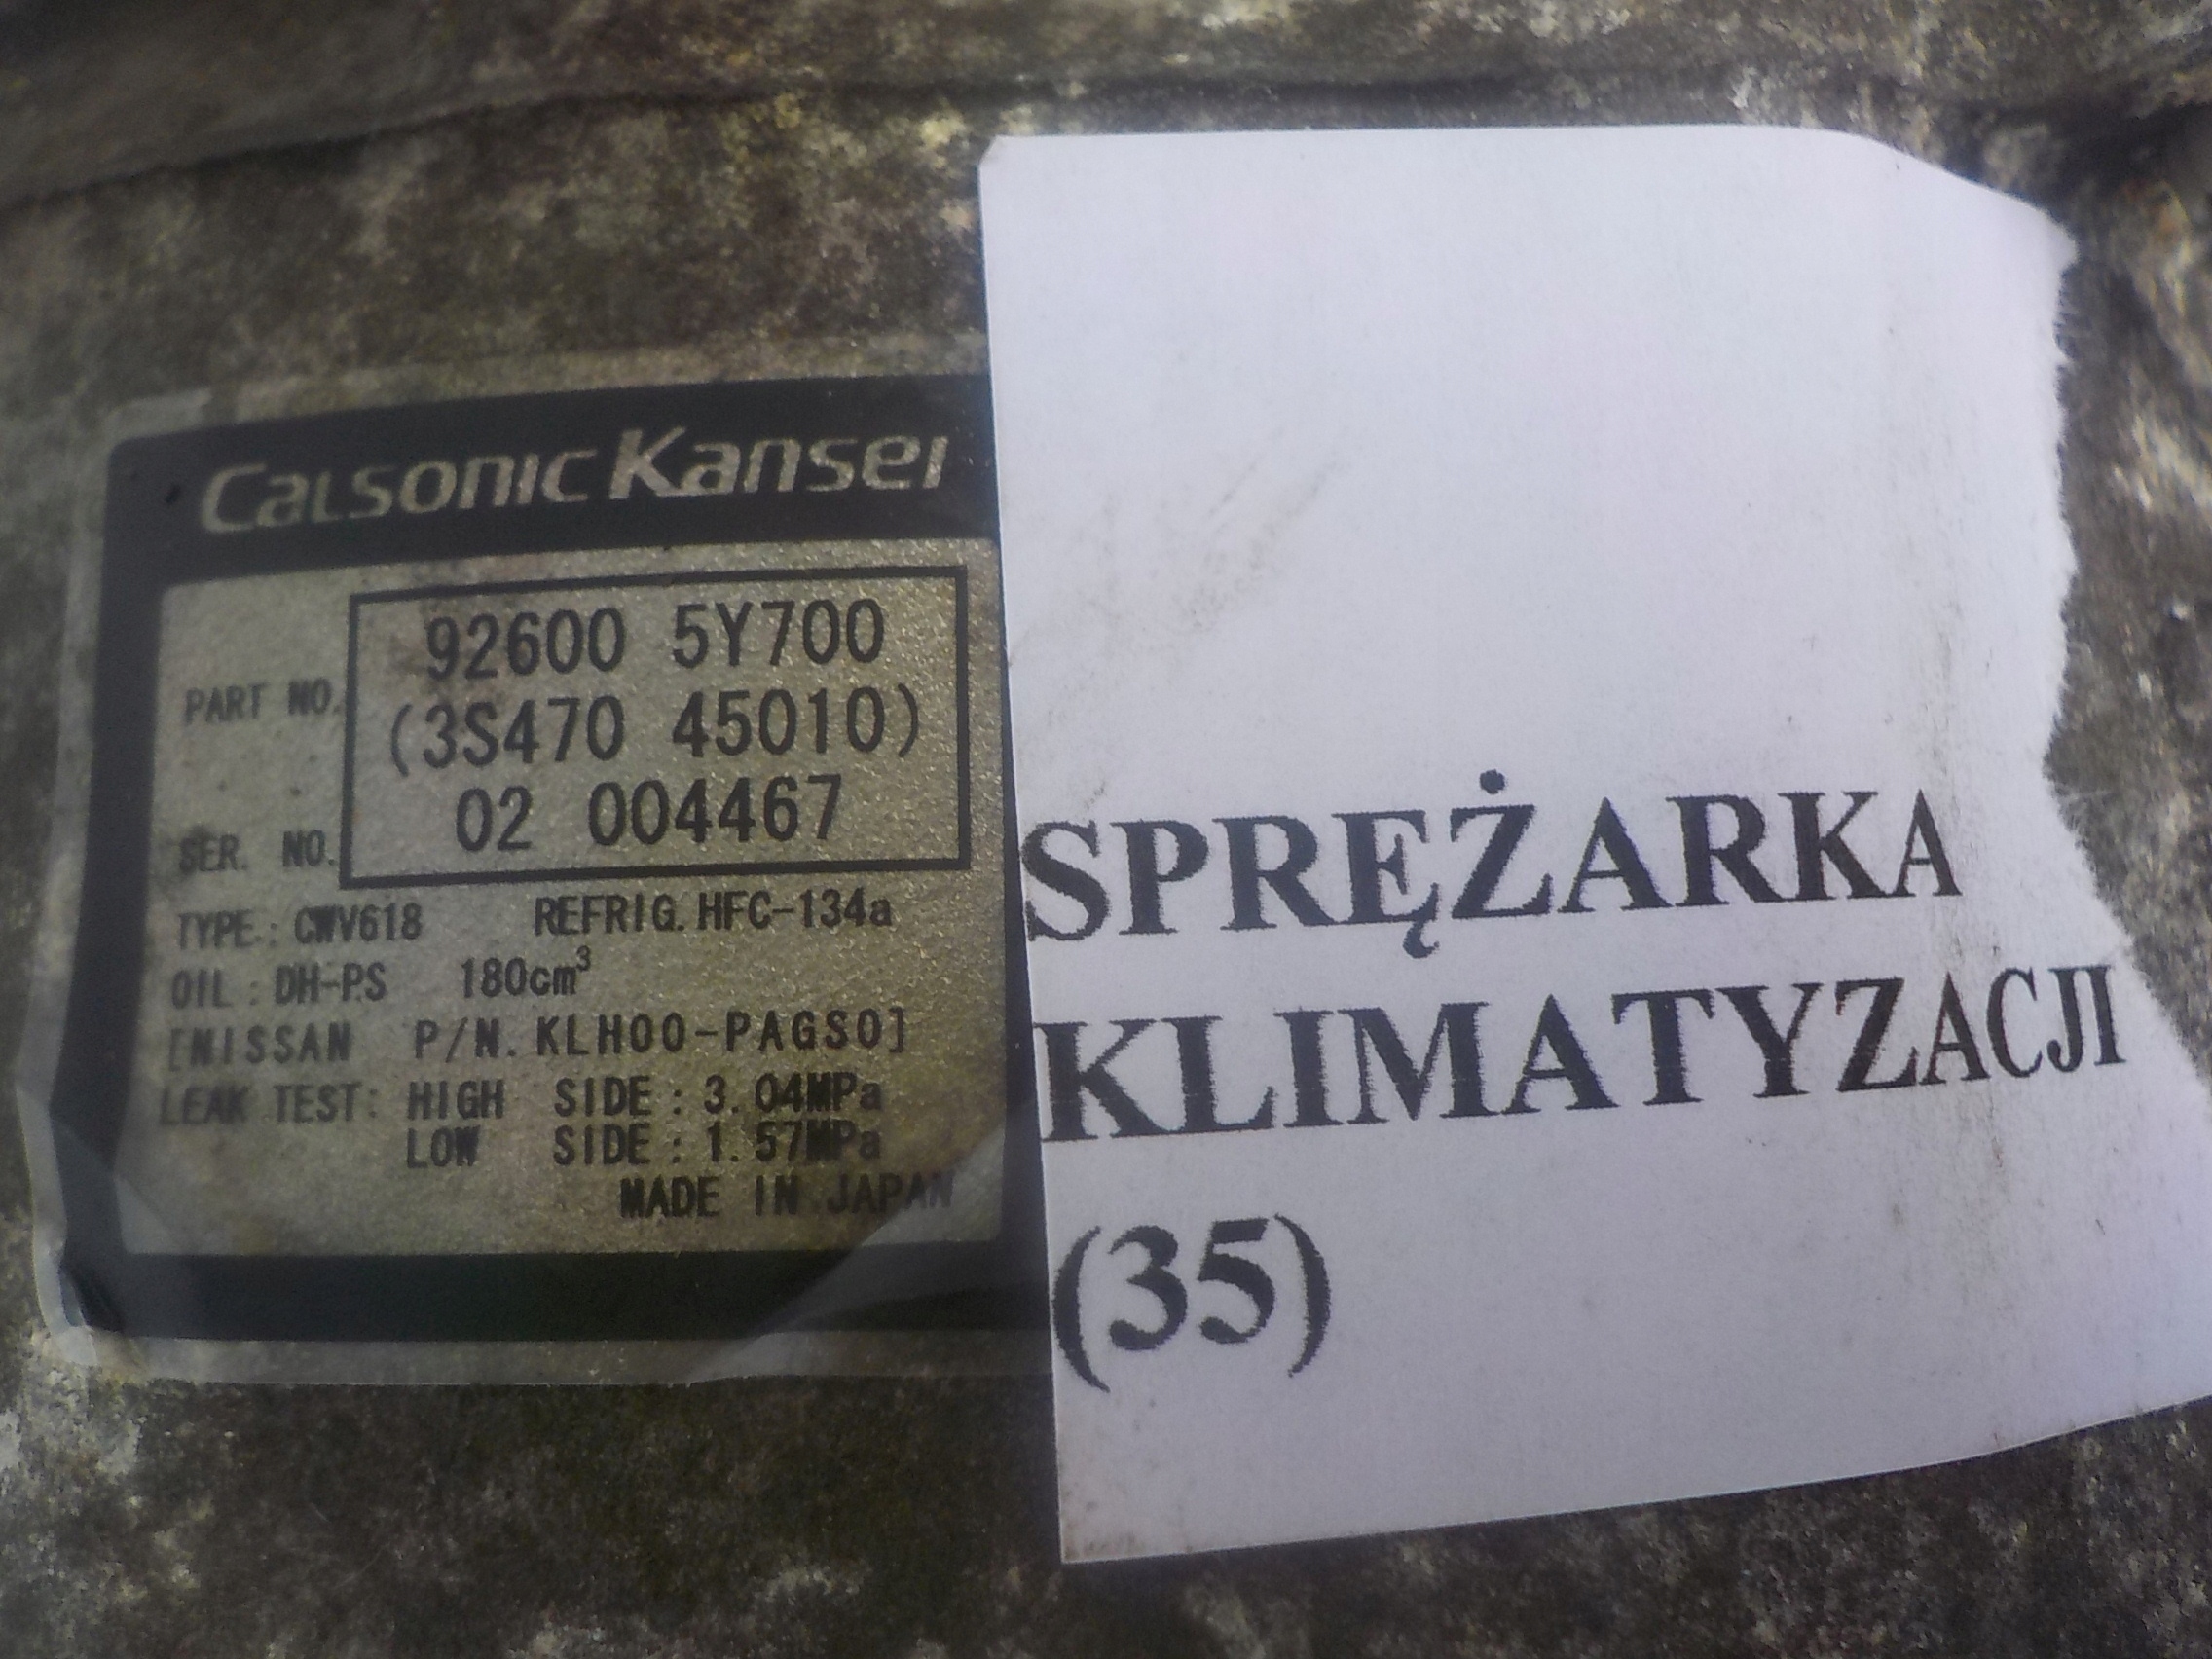 Calsonic Kansei
PART NO. 92600 5Y700
(3S470 45010)
SER. NO. 02 004467
TYPE: CWV618 REFRIG. HFC-134a
OIL: DH-PS 180cm³
[NISSAN P/N. KLH00-PAGS0]
LEAK TEST: HIGH SIDE: 3.04MPa
LOW SIDE: 1.57MPa
MADE IN JAPAN
SPRĘŻARKA
KLIMATYZACJI
(35)